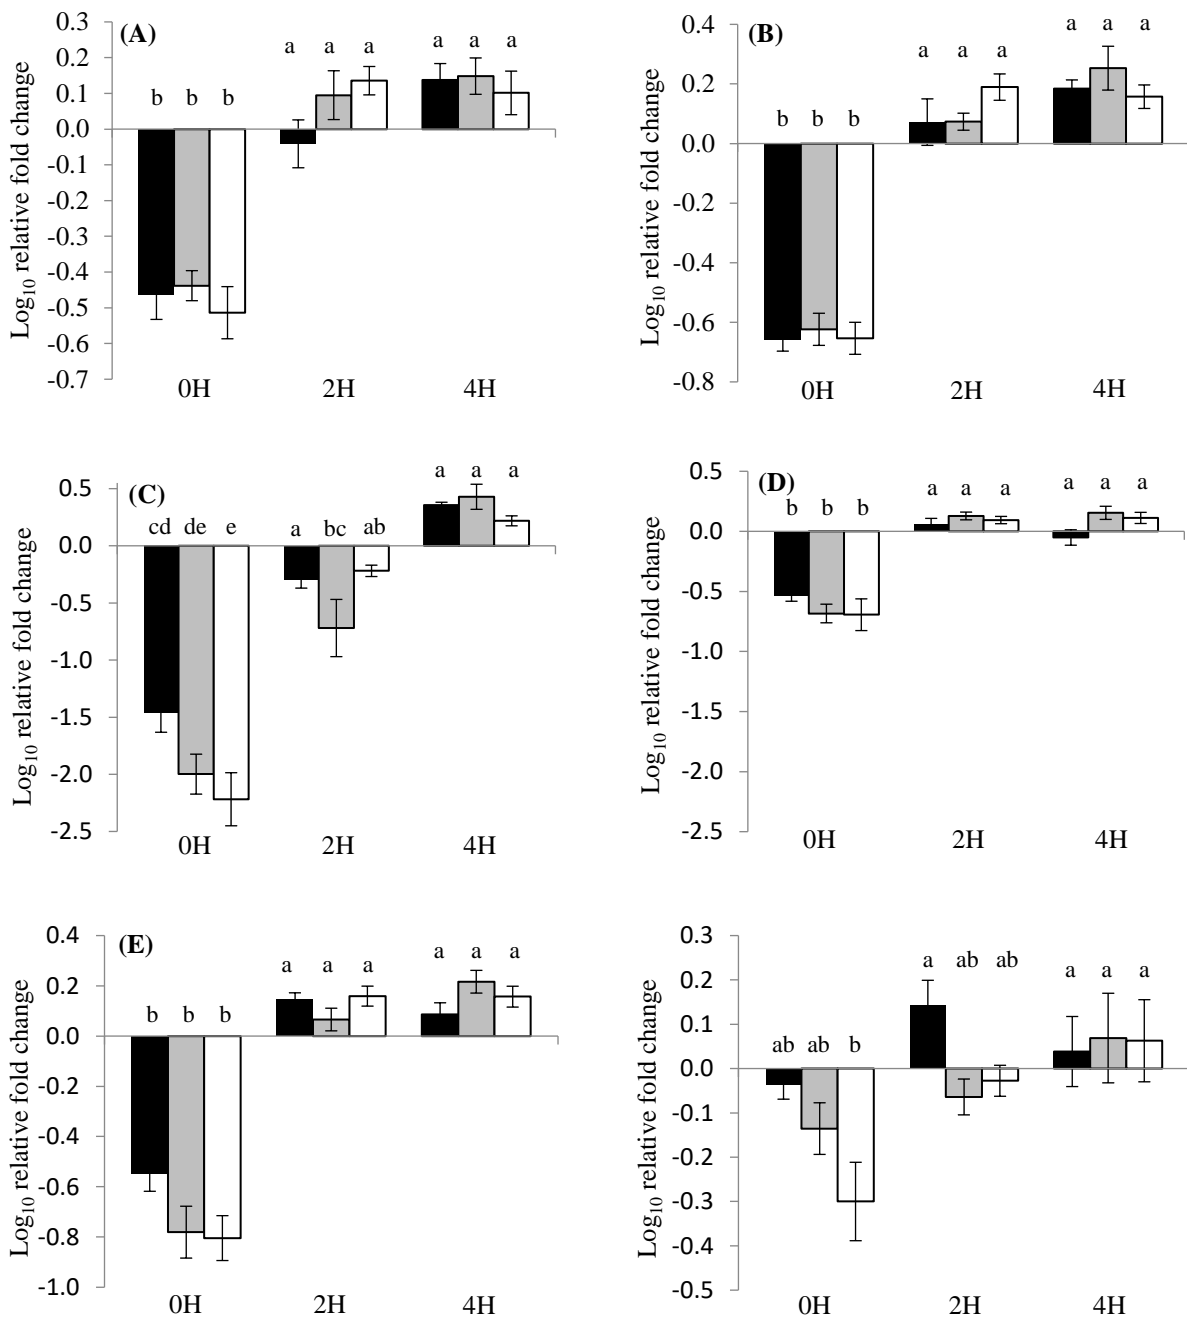 (A)
Log10 relative fold change
0.3
0.2
0.1
0.0
-0.1
-0.2
-0.3
-0.4
-0.5
-0.6
-0.7
b b b
a a a
a a a
0H 2H 4H
(B)
Log10 relative fold change
0.4
0.2
0.0
-0.2
-0.4
-0.6
-0.8
b b b
a a a
a a a
0H 2H 4H
(C)
Log10 relative fold change
0.5
0.0
-0.5
-1.0
-1.5
-2.0
-2.5
cd de e
a bc ab
a a a
0H 2H 4H
(D)
Log10 relative fold change
0.5
0.0
-0.5
-1.0
-1.5
-2.0
-2.5
b b b
a a a
a a a
0H 2H 4H
(E)
Log10 relative fold change
0.4
0.2
0.0
-0.2
-0.4
-0.6
-0.8
-1.0
b b b
a a a
a a a
0H 2H 4H
Log10 relative fold change
0.3
0.2
0.1
0.0
-0.1
-0.2
-0.3
-0.4
-0.5
ab ab b
a ab ab
a a a
0H 2H 4H